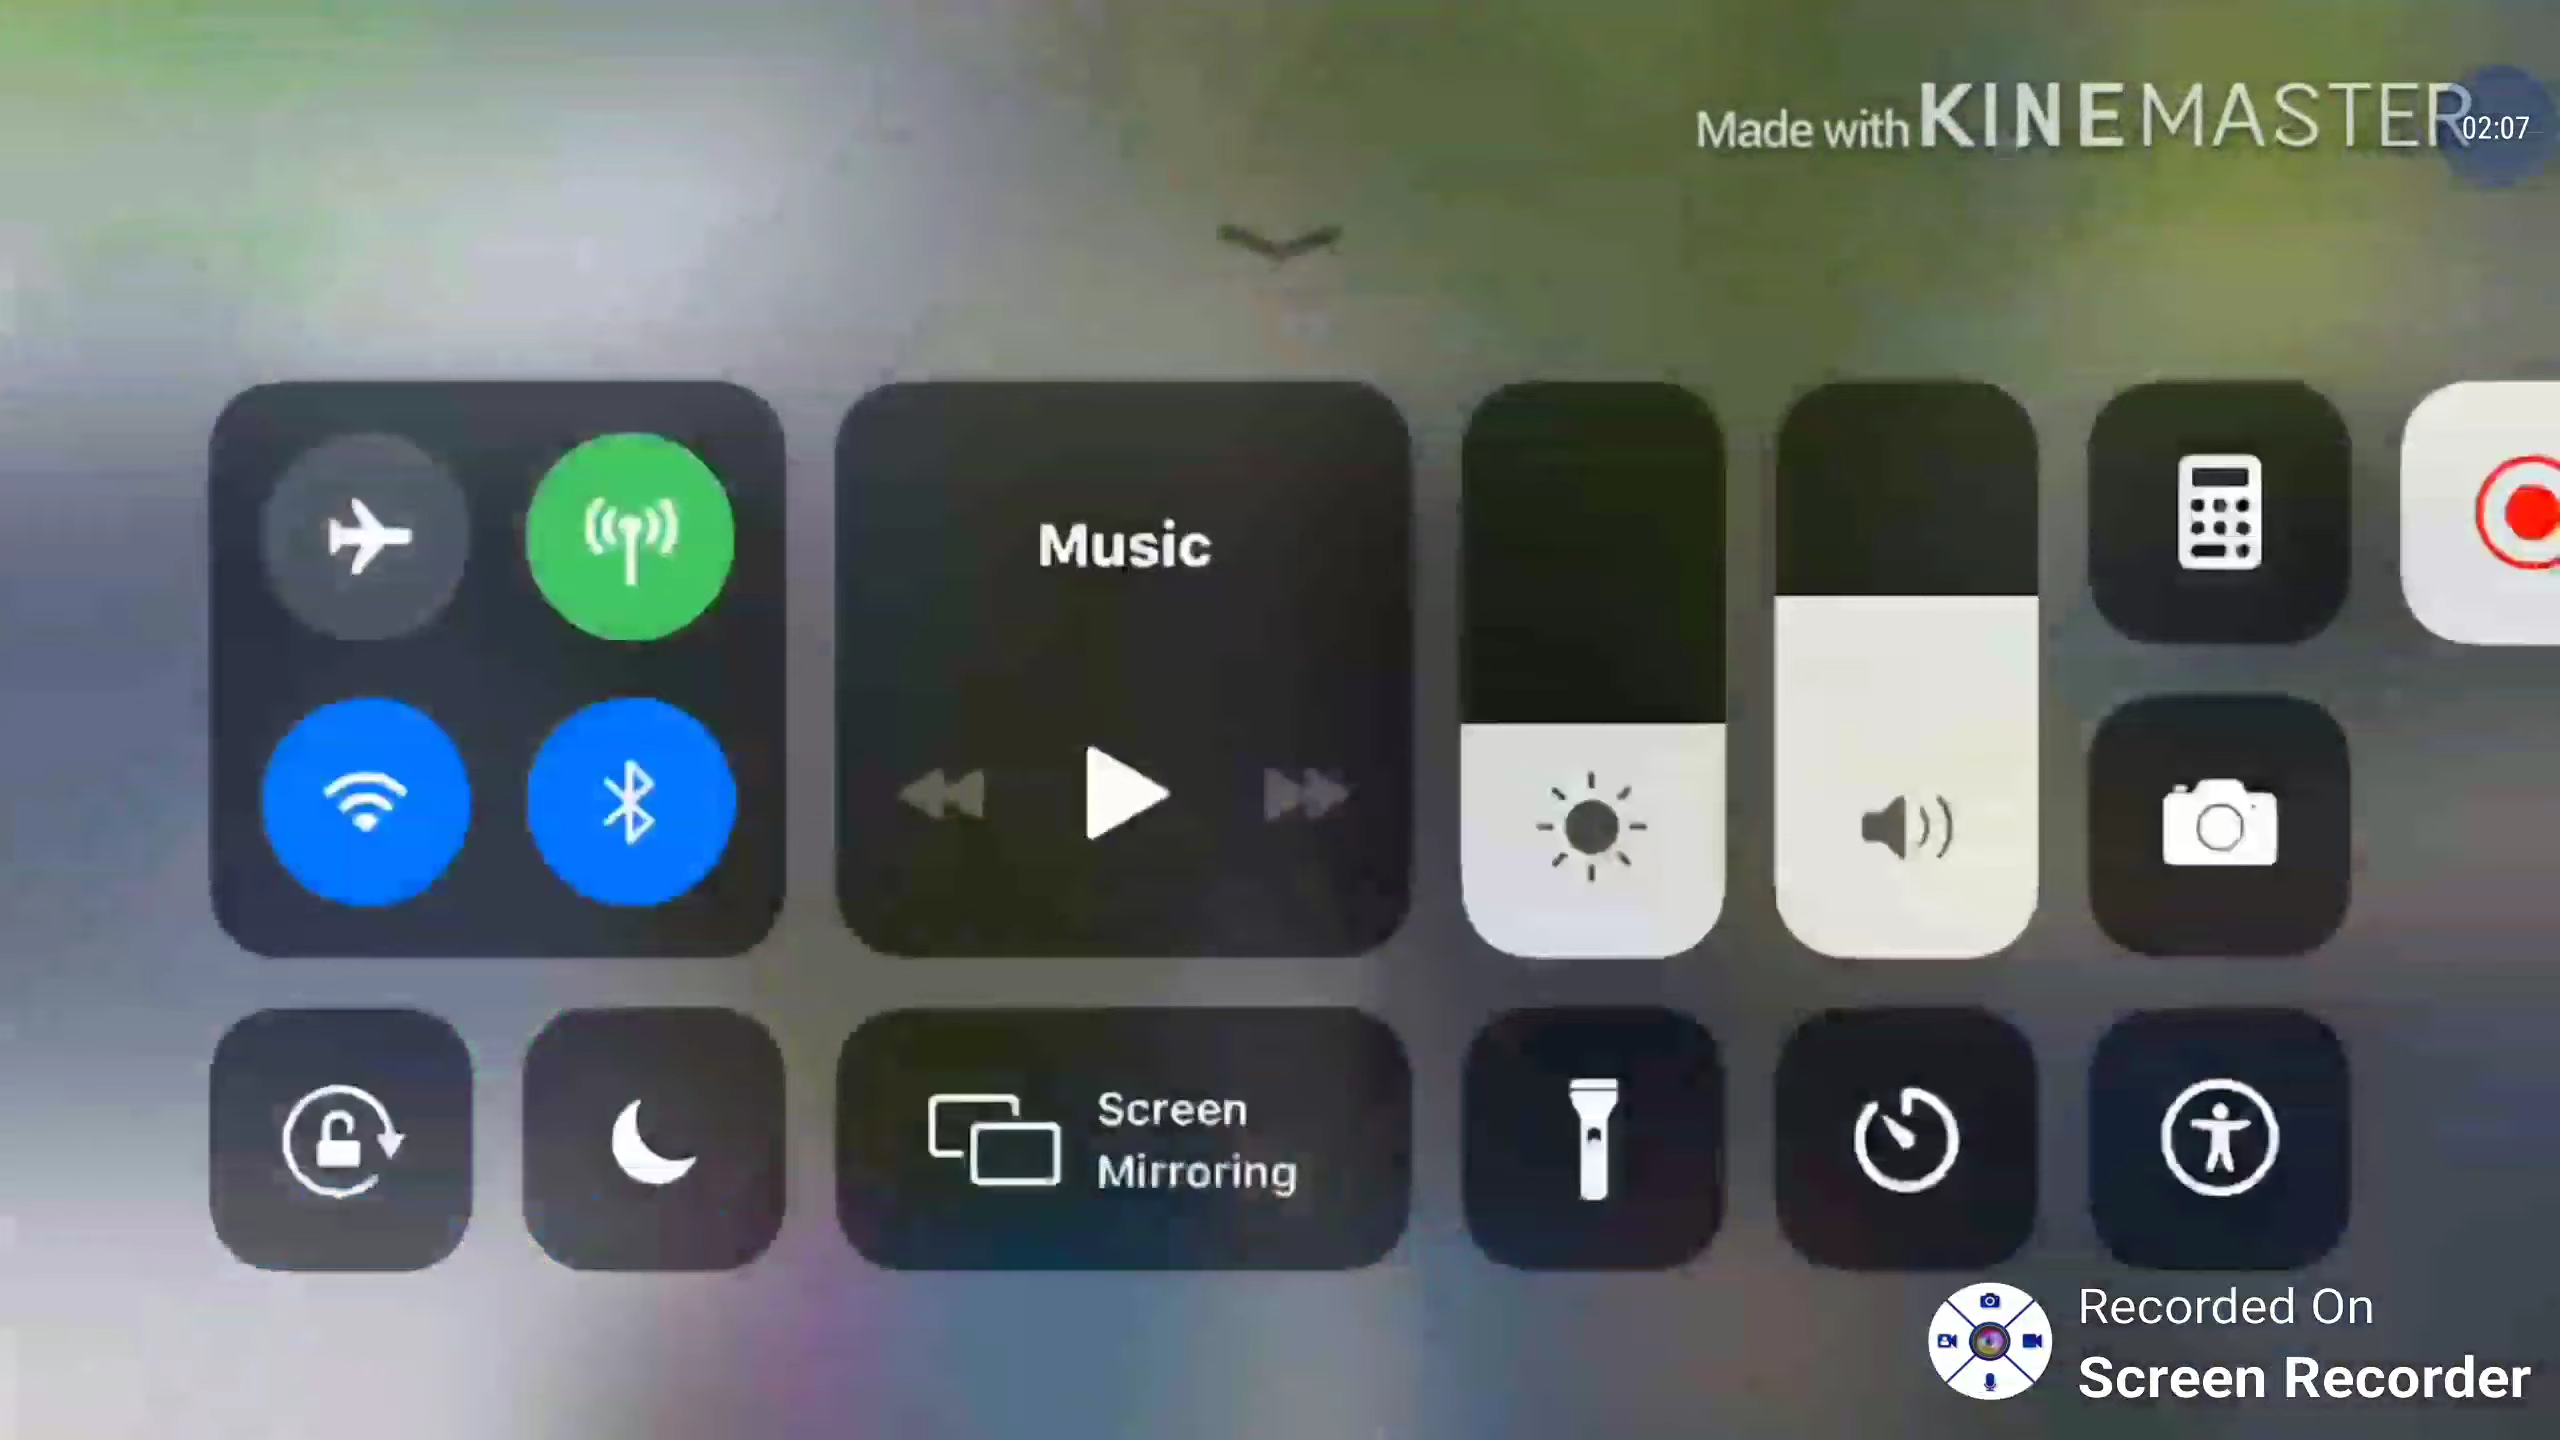 Made with KINEMASTER
02:07
Music
Screen
Mirroring
Recorded On
Screen Recorder